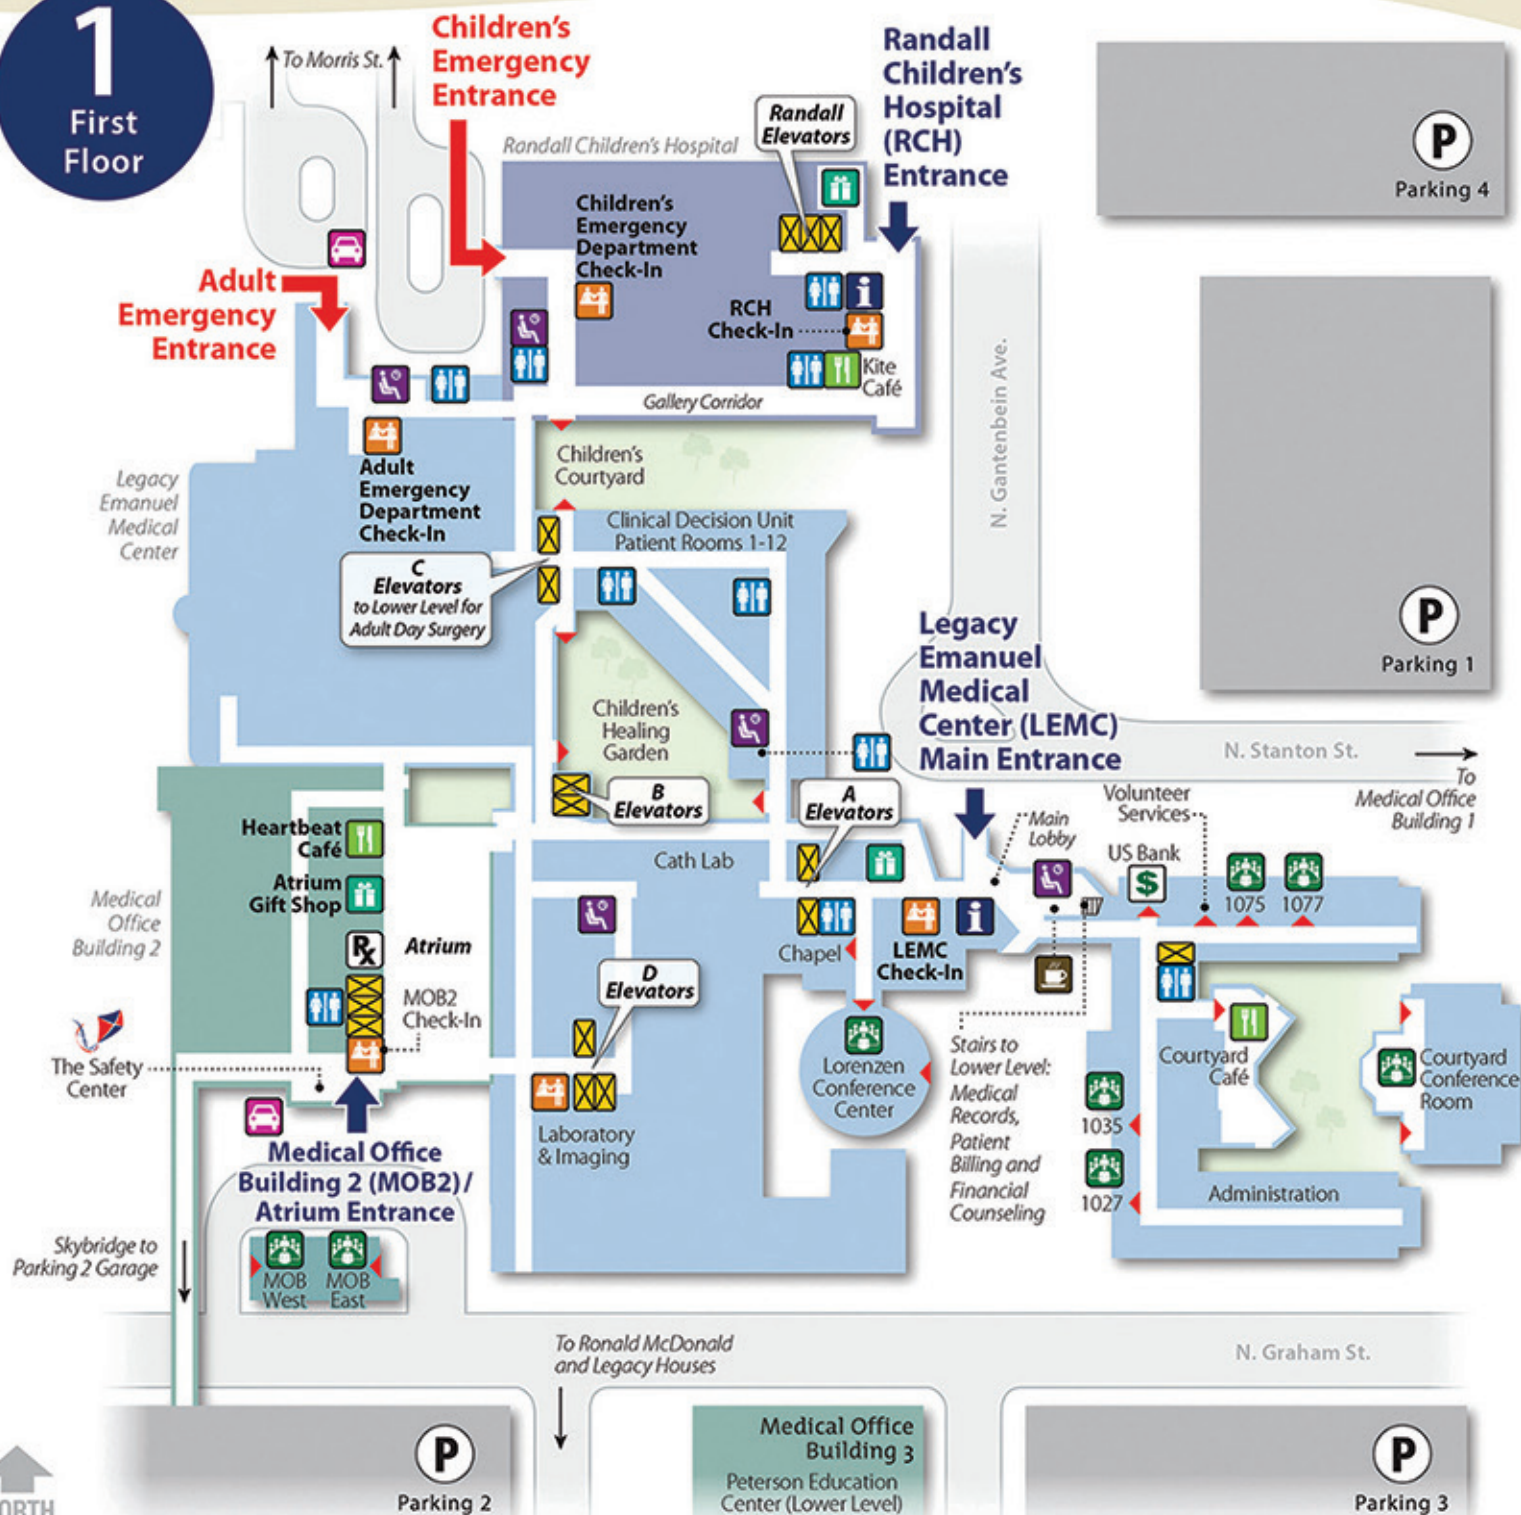 1
First
Floor
To Morris St.
Children's
Emergency
Entrance
Randall
Children's
Hospital
(RCH)
Entrance
Randall
Elevators
Randall Children's Hospital
P
Parking 4
Children's
Emergency
Department
Check-In
Adult
Emergency
Entrance
i
RCH
Check-In
Kite
Café
Gallery Corridor
N. Gantenbein Ave.
Children's
Courtyard
Legacy
Emanuel
Medical
Center
Adult
Emergency
Department
Check-In
Clinical Decision Unit
Patient Rooms 1-12
C
Elevators
to Lower Level for
Adult Day Surgery
P
Parking 1
Legacy
Emanuel
Medical
Center (LEMC)
Main Entrance
Children's
Healing
Garden
N. Stanton St.
To
Medical Office
Building 1
B
Elevators
A
Elevators
Main
Lobby
Volunteer
Services
US Bank
$
1075
1077
Heartbeat
Café
Atrium
Gift Shop
Cath Lab
Medical
Office
Building 2
Rx
Atrium
Chapel
LEMC
Check-In
i
D
Elevators
MOB2
Check-In
The Safety
Center
Lorenzen
Conference
Center
Stairs to
Lower Level:
Medical
Records,
Patient
Billing and
Financial
Counseling
Courtyard
Café
Courtyard
Conference
Room
1035
1027
Administration
Laboratory
& Imaging
Medical Office
Building 2 (MOB2)/
Atrium Entrance
Skybridge to
Parking 2 Garage
MOB
West
MOB
East
To Ronald McDonald
and Legacy Houses
N. Graham St.
P
Parking 2
Medical Office
Building 3
Peterson Education
Center (Lower Level)
P
Parking 3